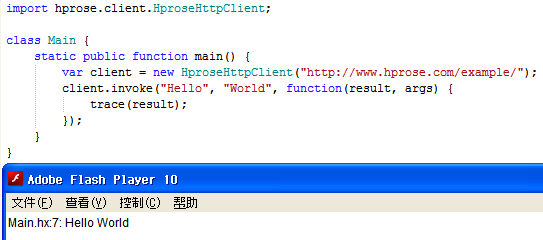 import hprose.client.HproseHttpClient;
class Main {
    static public function main() {
        var client = new HproseHttpClient("http://www.hprose.com/example/");
        client.invoke("Hello", "World", function(result, args) {
            trace(result);
        });
    }
}
Adobe Flash Player 10
文件(F) 查看(V) 控制(C) 帮助
Main.hx:7: Hello World